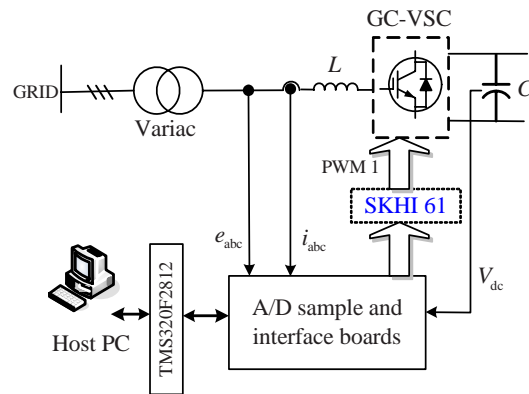 GC-VSC
L
C
GRID
Variac
PWM 1
SKHI 61
e_abc
i_abc
V_dc
TMS320F2812
A/D sample and
interface boards
Host PC